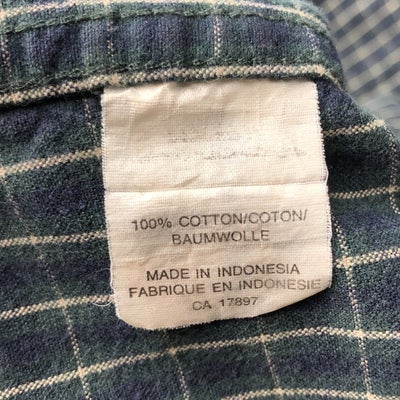 100% COTTON/COTON/
BAUMWOLLE
MADE IN INDONESIA
FABRIQUE EN INDONESIE
CA 17897